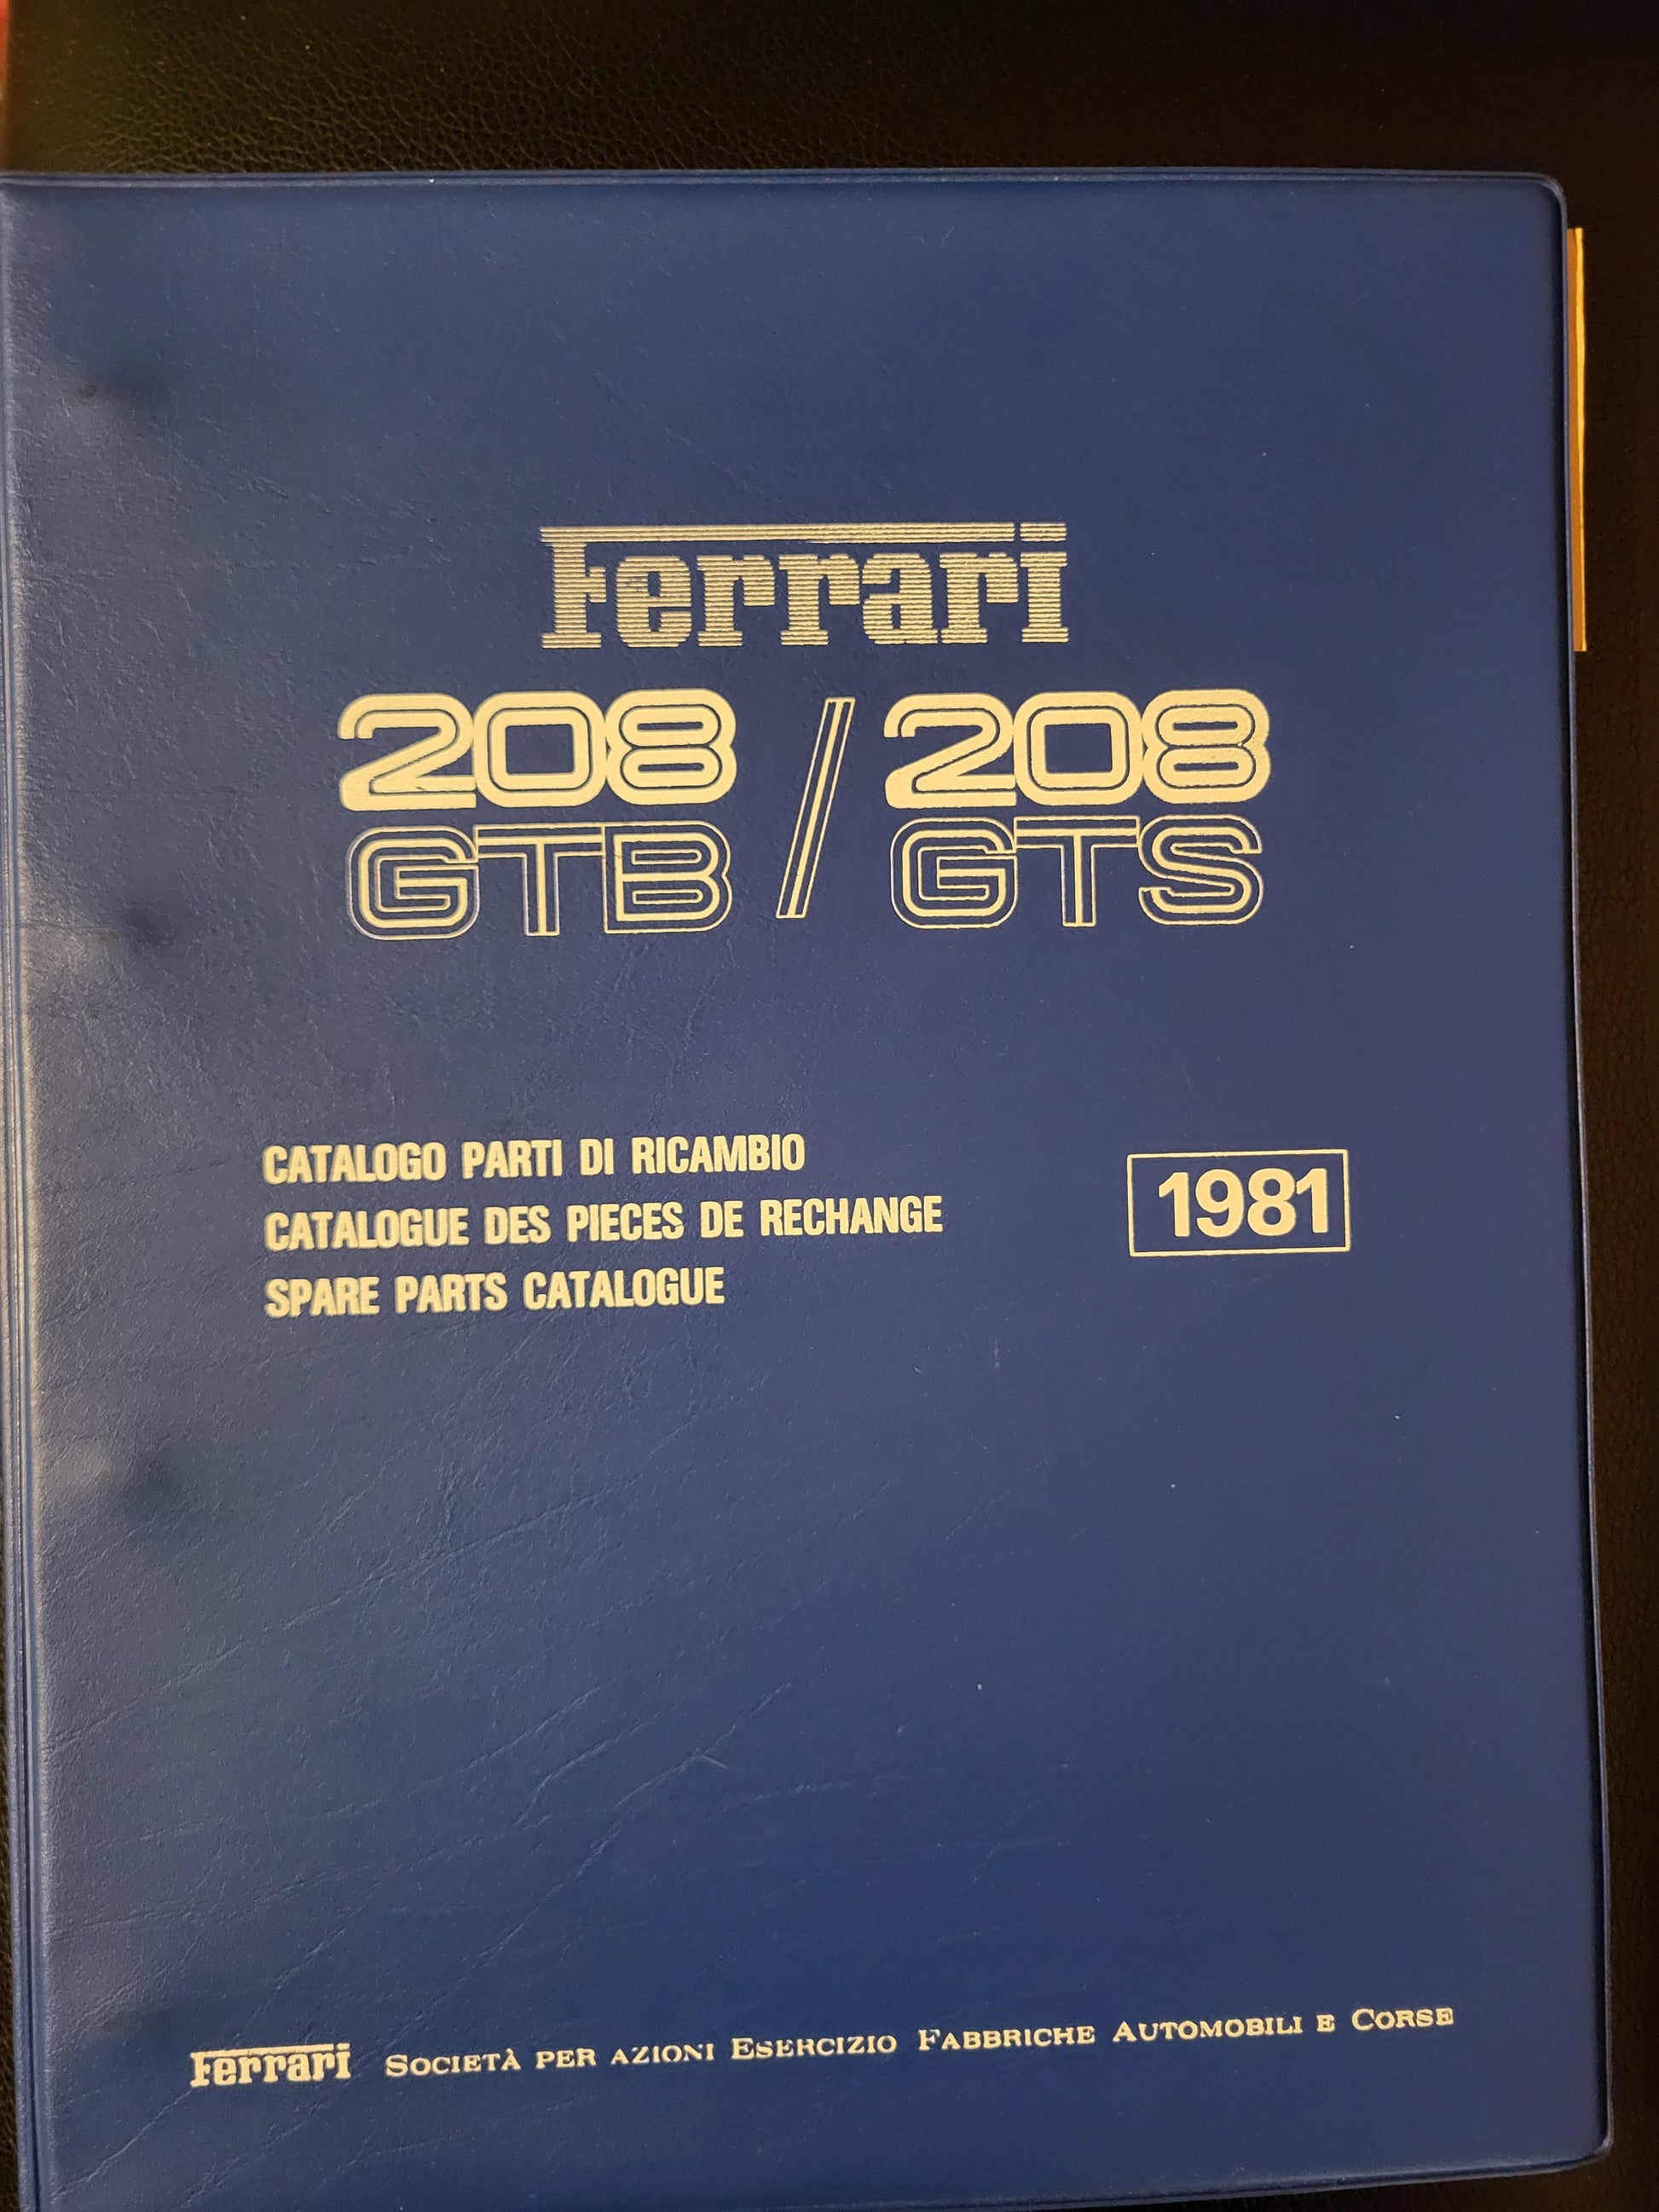 Ferrari
208 / 208
GTB / GTS
CATALOGO PARTI DI RICAMBIO
CATALOGUE DES PIECES DE RECHANGE
SPARE PARTS CATALOGUE
1981
Ferrari SOCIETÀ PER AZIONI ESERCIZIO FABBRICHE AUTOMOBILI E CORSE